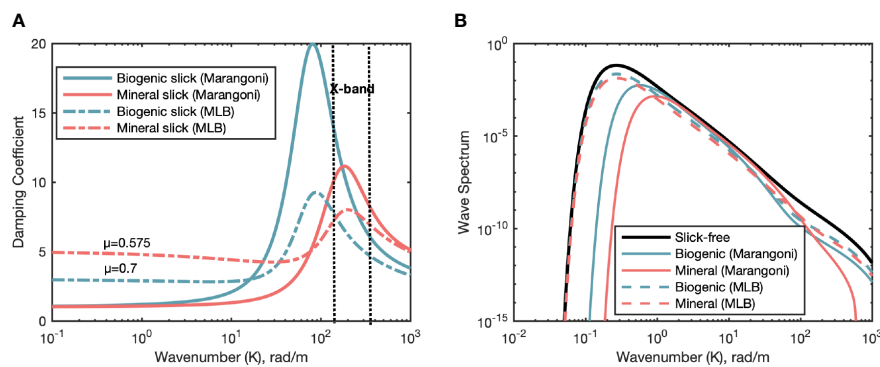 A
20
15
10
5
0
Damping Coefficient
Biogenic slick (Marangoni)
Mineral slick (Marangoni)
Biogenic slick (MLB)
Mineral slick (MLB)
X-band
μ=0.575
μ=0.7
10^-1
10^0
10^1
10^2
10^3
Wavenumber (K), rad/m
B
10^0
10^-5
10^-10
10^-15
Wave Spectrum
Slick-free
Biogenic (Marangoni)
Mineral (Marangoni)
Biogenic (MLB)
Mineral (MLB)
10^-2
10^-1
10^0
10^1
10^2
10^3
Wavenumber (K), rad/m